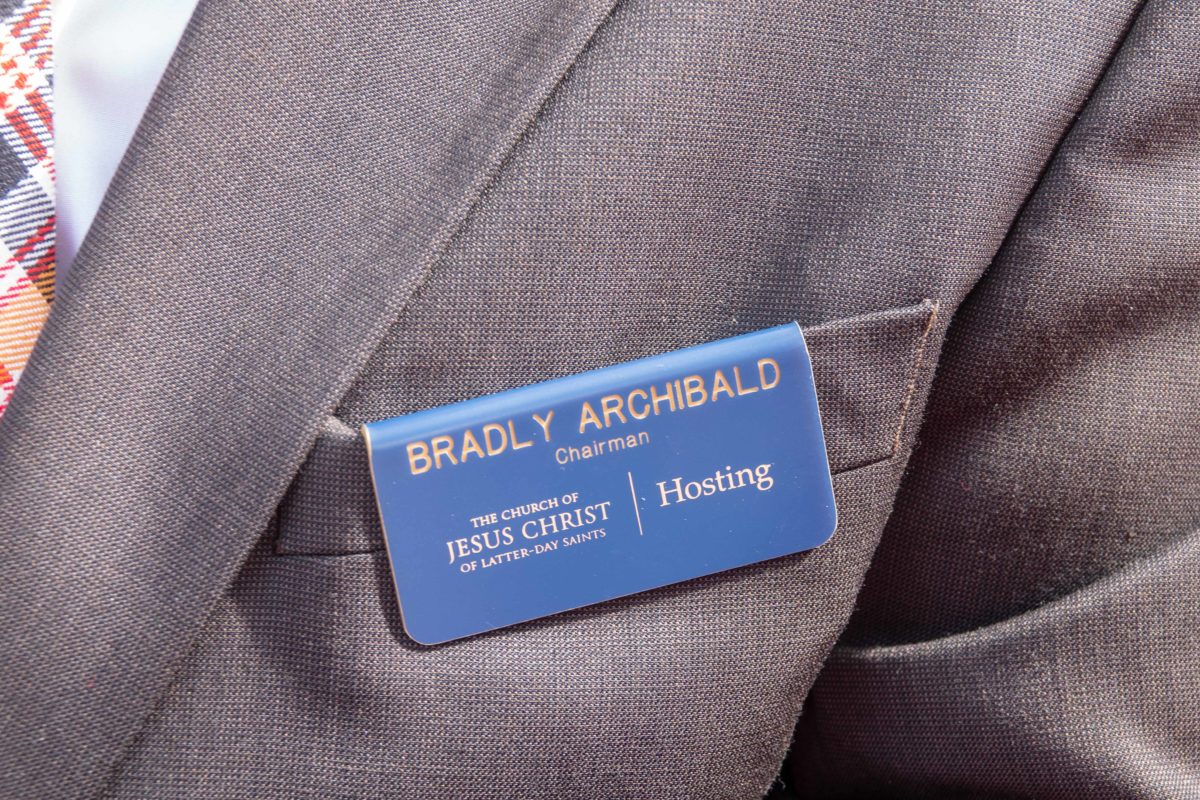 BRADLY ARCHIBALD
Chairman
THE CHURCH OF
JESUS CHRIST
OF LATTER-DAY SAINTS
Hosting